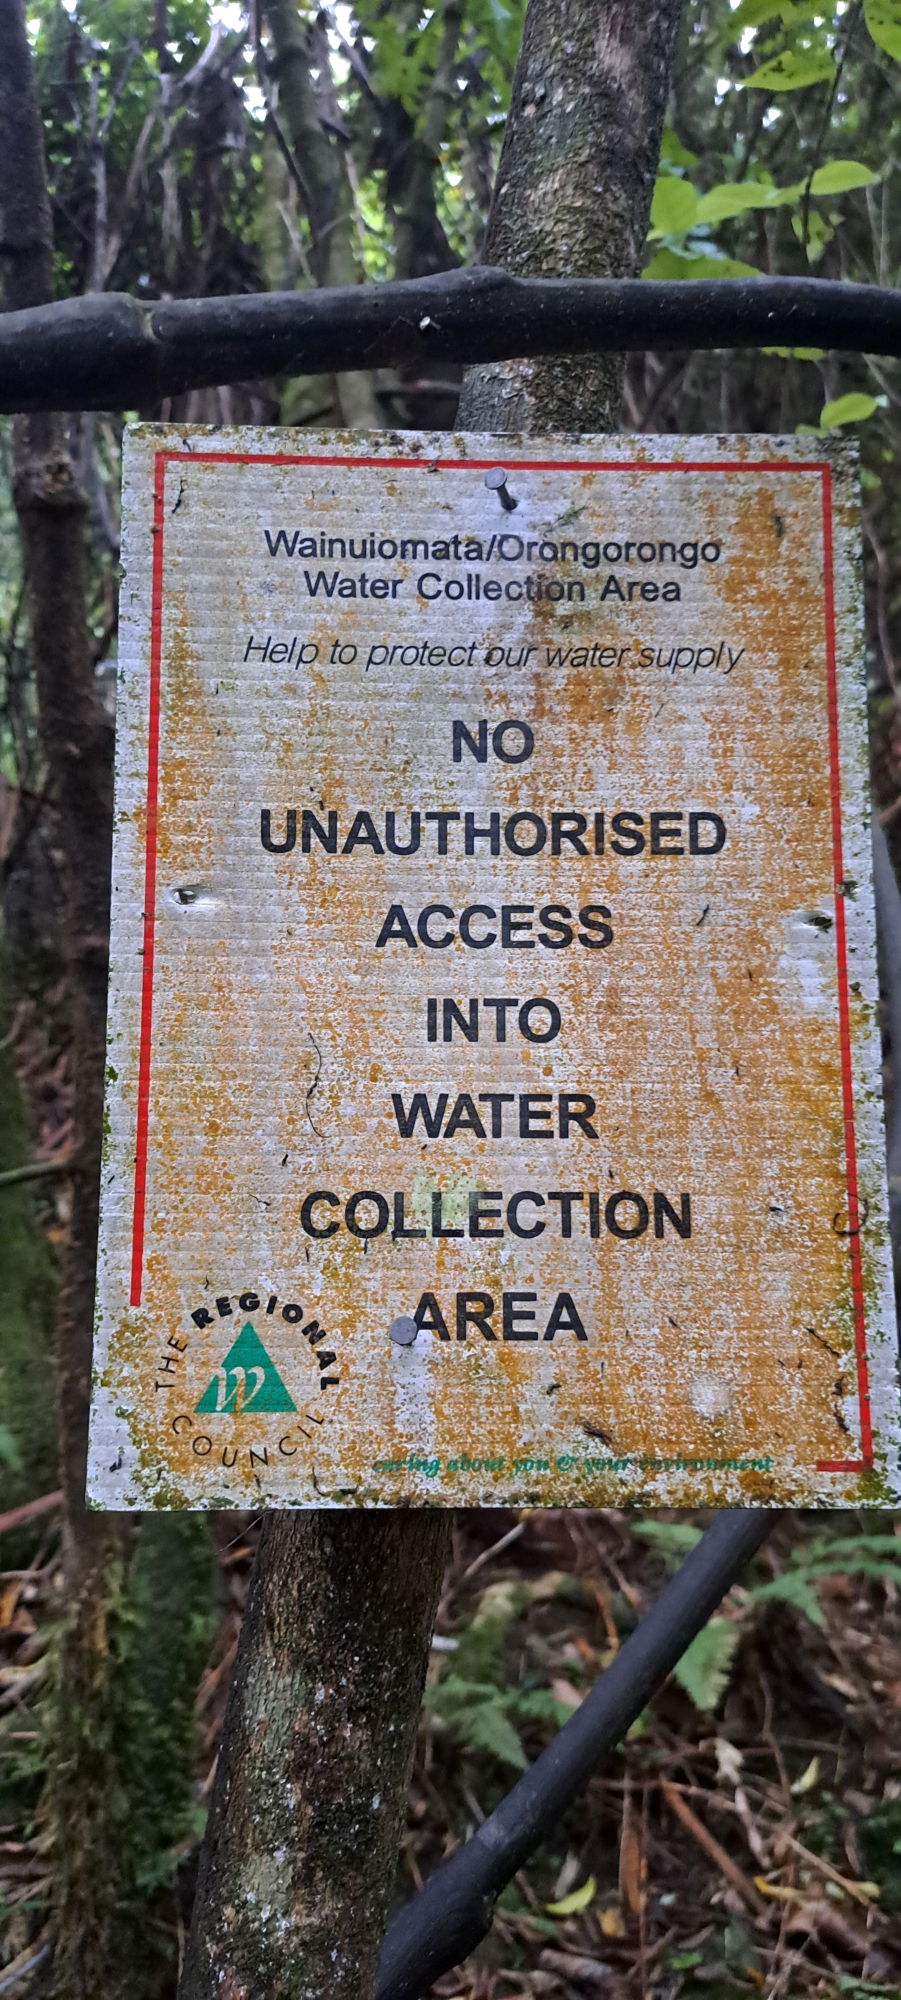 Wainuiomata/Orongorongo
Water Collection Area
Help to protect our water supply
NO
UNAUTHORISED
ACCESS
INTO
WATER
COLLECTION
AREA
THE REGIONAL
COUNCIL
caring about you & your environment